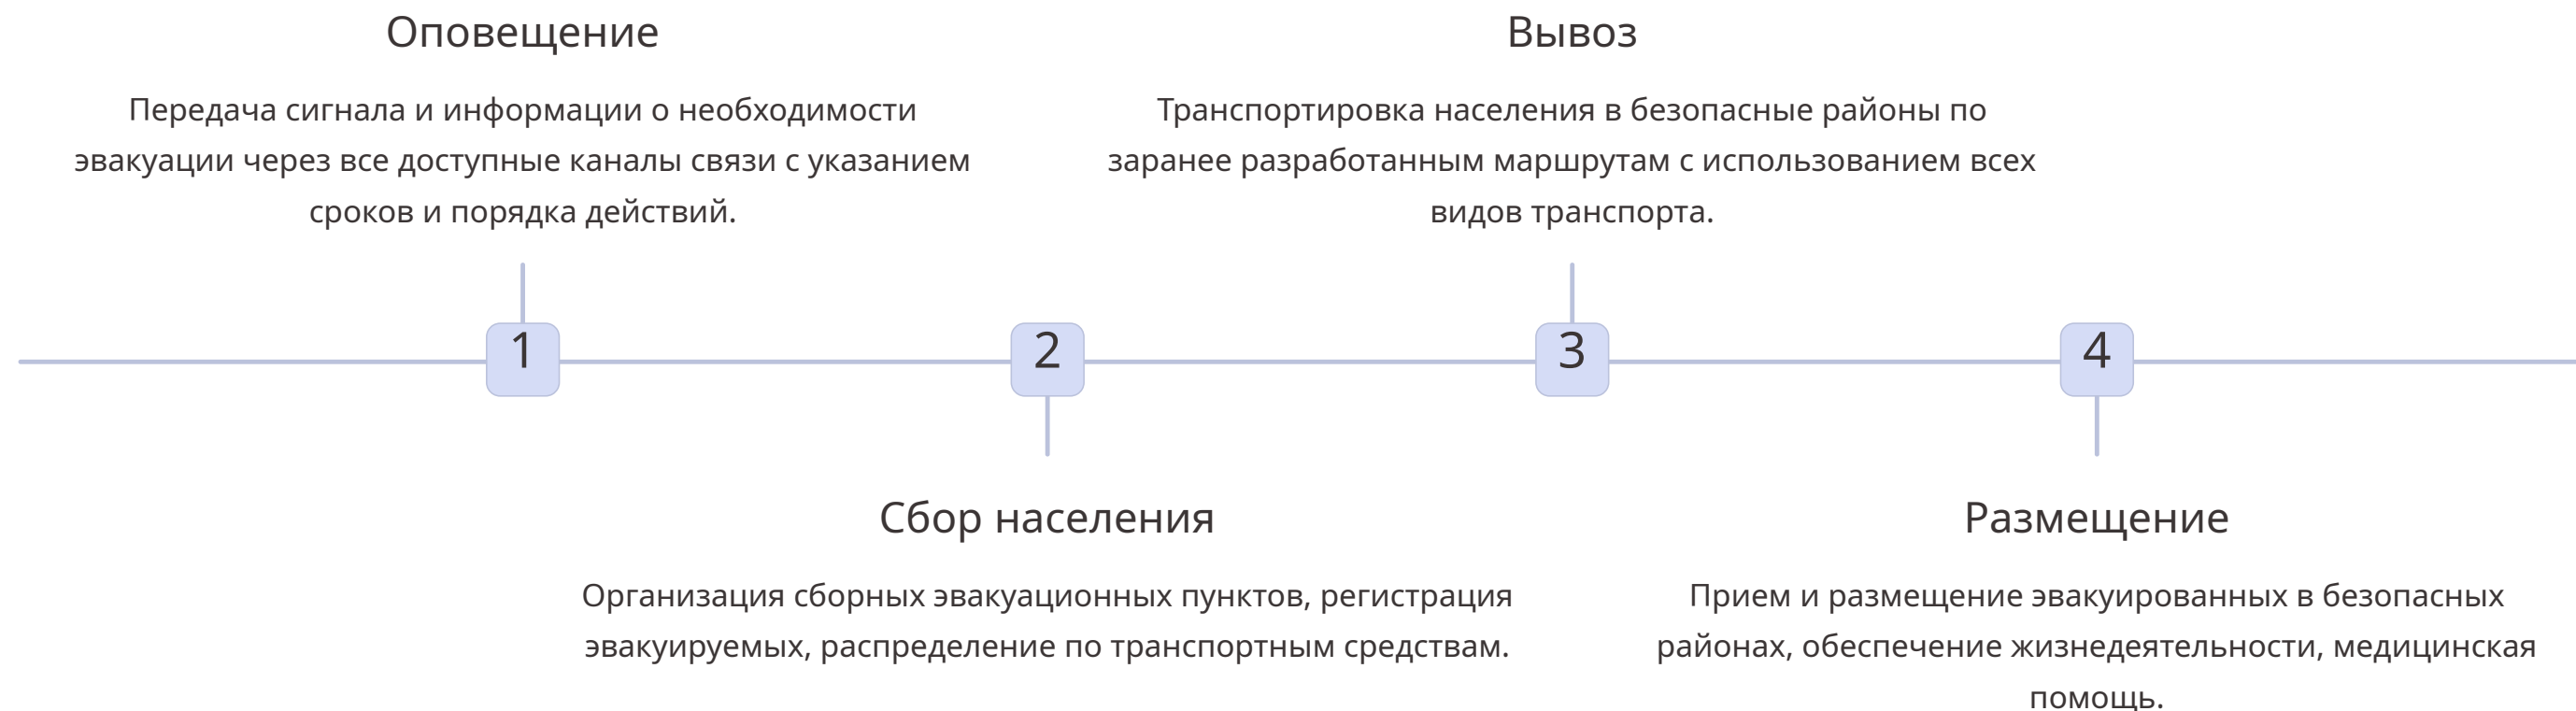 Оповещение
Передача сигнала и информации о необходимости
эвакуации через все доступные каналы связи с указанием
сроков и порядка действий.
1
2
Сбор населения
Организация сборных эвакуационных пунктов, регистрация
эвакуируемых, распределение по транспортным средствам.
Вывоз
Транспортировка населения в безопасные районы по
заранее разработанным маршрутам с использованием всех
видов транспорта.
3
4
Размещение
Прием и размещение эвакуированных в безопасных
районах, обеспечение жизнедеятельности, медицинская
помощь.